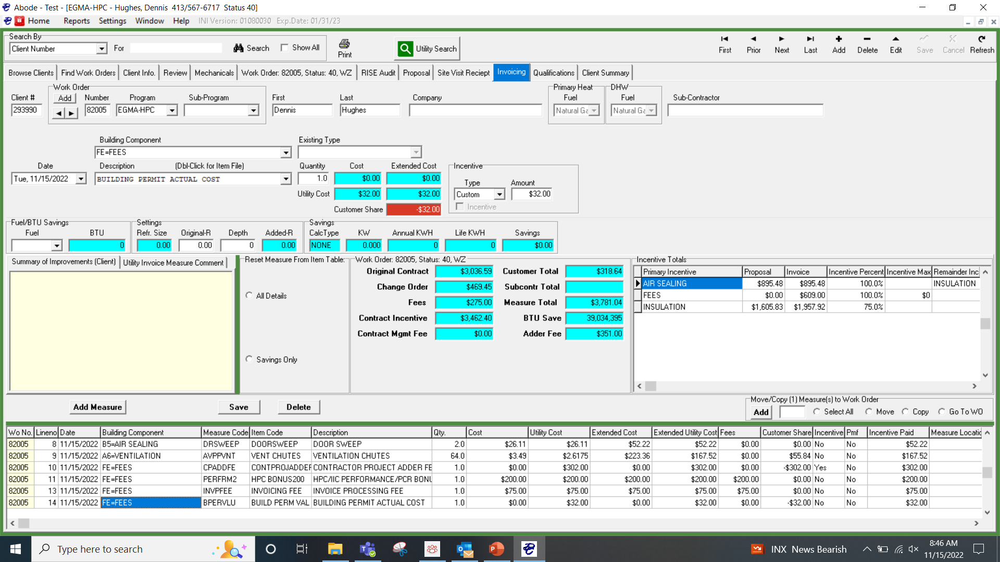 Abode - Test - [EGMA-HPC - Hughes, Dennis 413/567-6717 Status 40]
Home Reports Settings Window Help INI Version: 01080030 Exp.Date: 01/31/23
Search By
Client Number For Search Show All Print Utility Search
First Prior Next Last Add Delete Edit Save Cancel Refresh
Browse Clients Find Work Orders Client Info. Review Mechanicals Work Order: 82005, Status: 40, WZ RISE Audit Proposal Site Visit Reciept Invoicing Qualifications Client Summary
Work Order Primary Heat DHW
Client # Add Number Program Sub-Program First Last Company Fuel Fuel Sub-Contractor
293990 82005 EGMA-HPC Dennis Hughes Natural Ga Natural Ga
Building Component Existing Type
FE=FEES
Date Description (Dbl-Click for Item File) Quantity Cost Extended Cost Incentive
Tue, 11/15/2022 BUILDING PERMIT ACTUAL COST 1.0 $0.00 $0.00 Type Amount
Utility Cost $32.00 $32.00 Custom $32.00
Customer Share -$32.00 Incentive
Fuel/BTU Savings Settings Savings
Fuel BTU Refr. Size Original-R Depth Added-R CalcType KW Annual KWH Life KWH Savings
0 0.00 0.00 0 0.00 NONE 0.000 0 0 $0.00
Summary of Improvements (Client) Utility Invoice Measure Comment
Reset Measure From Item Table:
All Details
Savings Only
Work Order: 82005, Status: 40, WZ
Original Contract $3,036.59 Customer Total $318.64
Change Order $469.45 Subcontr Total
Fees $275.00 Measure Total $3,781.04
Contract Incentive $3,462.40 BTU Save 39,034,395
Contract Mgmt Fee $0.00 Adder Fee $351.00
Incentive Totals
Primary Incentive Proposal Invoice Incentive Percent Incentive Max Remainder Inc
AIR SEALING $895.48 $895.48 100.0% INSULATION
FEES $0.00 $609.00 100.0% $0
INSULATION $1,605.83 $1,957.92 75.0%
Add Measure Save Delete
Move/Copy (1) Measure(s) to Work Order
Add Select All Move Copy Go To WO
Wo No. Lineno Date Building Component Measure Code Item Code Description Qty. Cost Utility Cost Extended Cost Extended Utility Cost Fees Customer Share Incentive Pmf Incentive Paid Measure Locatic
82005 8 11/15/2022 B5=AIR SEALING DRSWEEP DOORSWEEP DOOR SWEEP 2.0 $26.11 $26.11 $52.22 $52.22 $0.00 $0.00 No No $52.22
82005 9 11/15/2022 A6=VENTILATION AVPPVNT VENT CHUTES VENTILATION CHUTES 64.0 $3.49 $2.6175 $223.36 $167.52 $0.00 $55.84 No No $167.52
82005 10 11/15/2022 FE=FEES CPADDFE CONTPROJADDEF CONTRACTOR PROJECT ADDER FE 1.0 $0.00 $302.00 $0.00 $302.00 $0.00 -$302.00 Yes No $302.00
82005 11 11/15/2022 FE=FEES PERFRM2 HPC BONUS200 HPC/IIC PERFORMANCE/PCR BONU 1.0 $200.00 $200.00 $200.00 $200.00 $200.00 $0.00 No No $200.00
82005 13 11/15/2022 FE=FEES INVPFEE INVOICING FEE INVOICE PROCESSING FEE 1.0 $75.00 $75.00 $75.00 $75.00 $75.00 $0.00 No No $75.00
82005 14 11/15/2022 FE=FEES BPERVLU BUILD PERM VAL BUILDING PERMIT ACTUAL COST 1.0 $0.00 $32.00 $0.00 $32.00 $0.00 -$32.00 No No $32.00
Type here to search
INX News Bearish
8:46 AM
11/15/2022